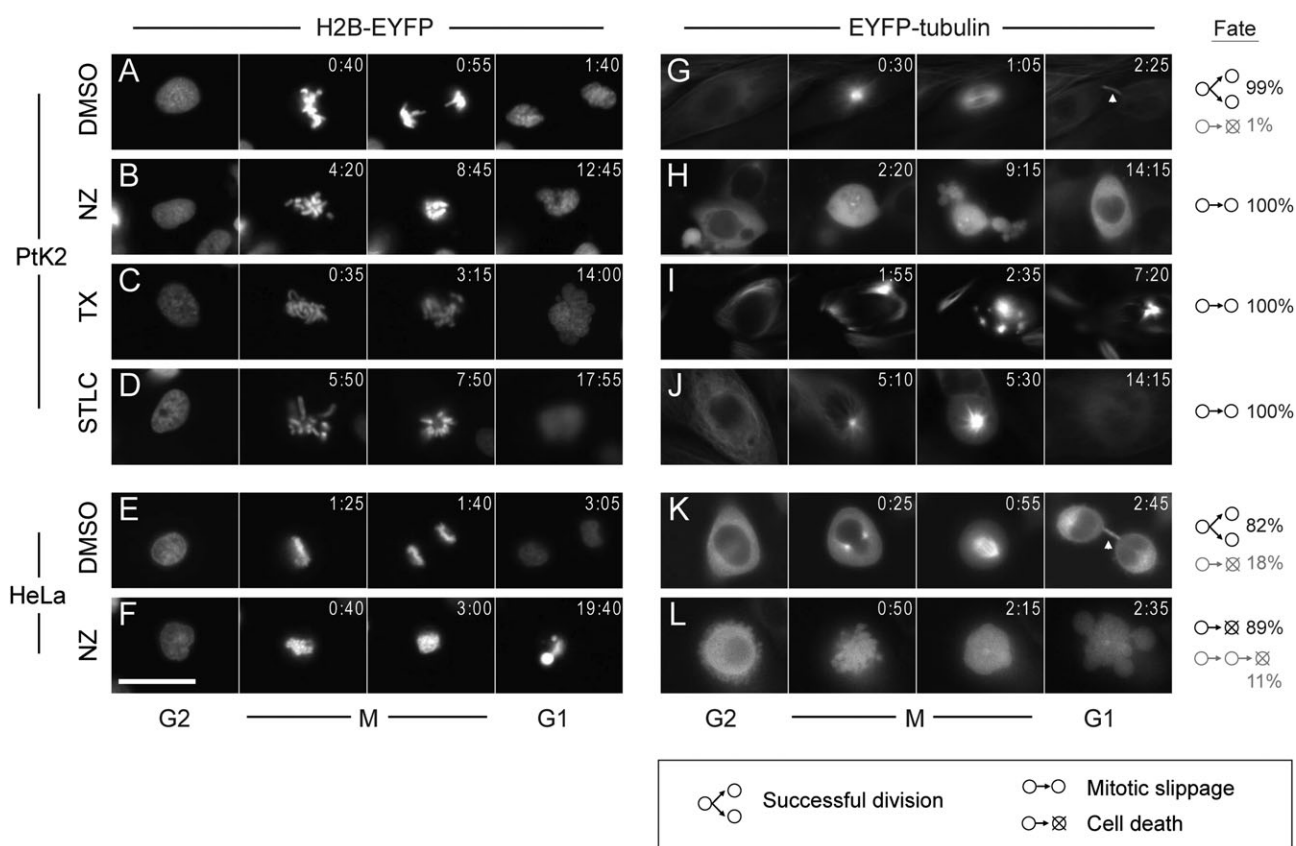 H2B-EYFP EYFP-tubulin Fate
PtK2
DMSO
A 0:40 0:55 1:40
G 0:30 1:05 2:25
99%
1%
NZ
B 4:20 8:45 12:45
H 2:20 9:15 14:15
100%
TX
C 0:35 3:15 14:00
I 1:55 2:35 7:20
100%
STLC
D 5:50 7:50 17:55
J 5:10 5:30 14:15
100%
HeLa
DMSO
E 1:25 1:40 3:05
K 0:25 0:55 2:45
82%
18%
NZ
F 0:40 3:00 19:40
L 0:50 2:15 2:35
89%
11%
G2 M G1 G2 M G1
Successful division
Mitotic slippage
Cell death